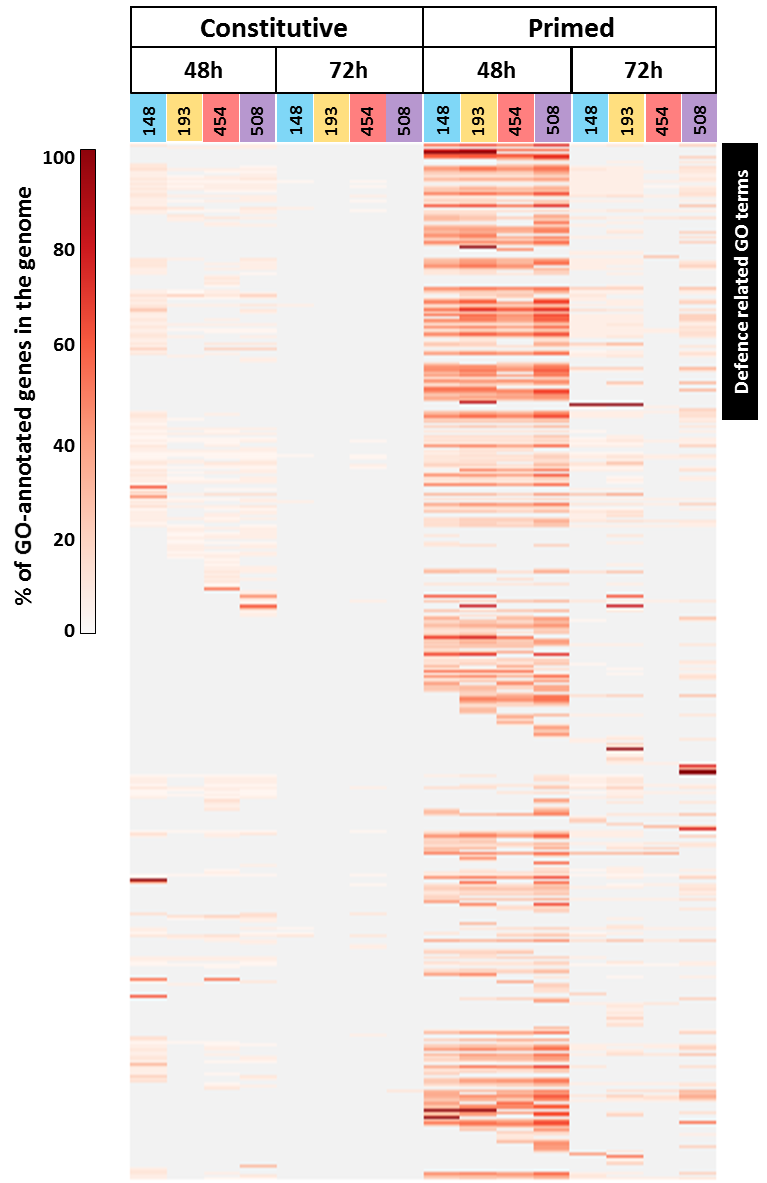 Constitutive Primed
48h 72h 48h 72h
148 193 454 508 148 193 454 508 148 193 454 508 148 193 454 508
% of GO-annotated genes in the genome
100
80
60
40
20
0
Defence related GO terms